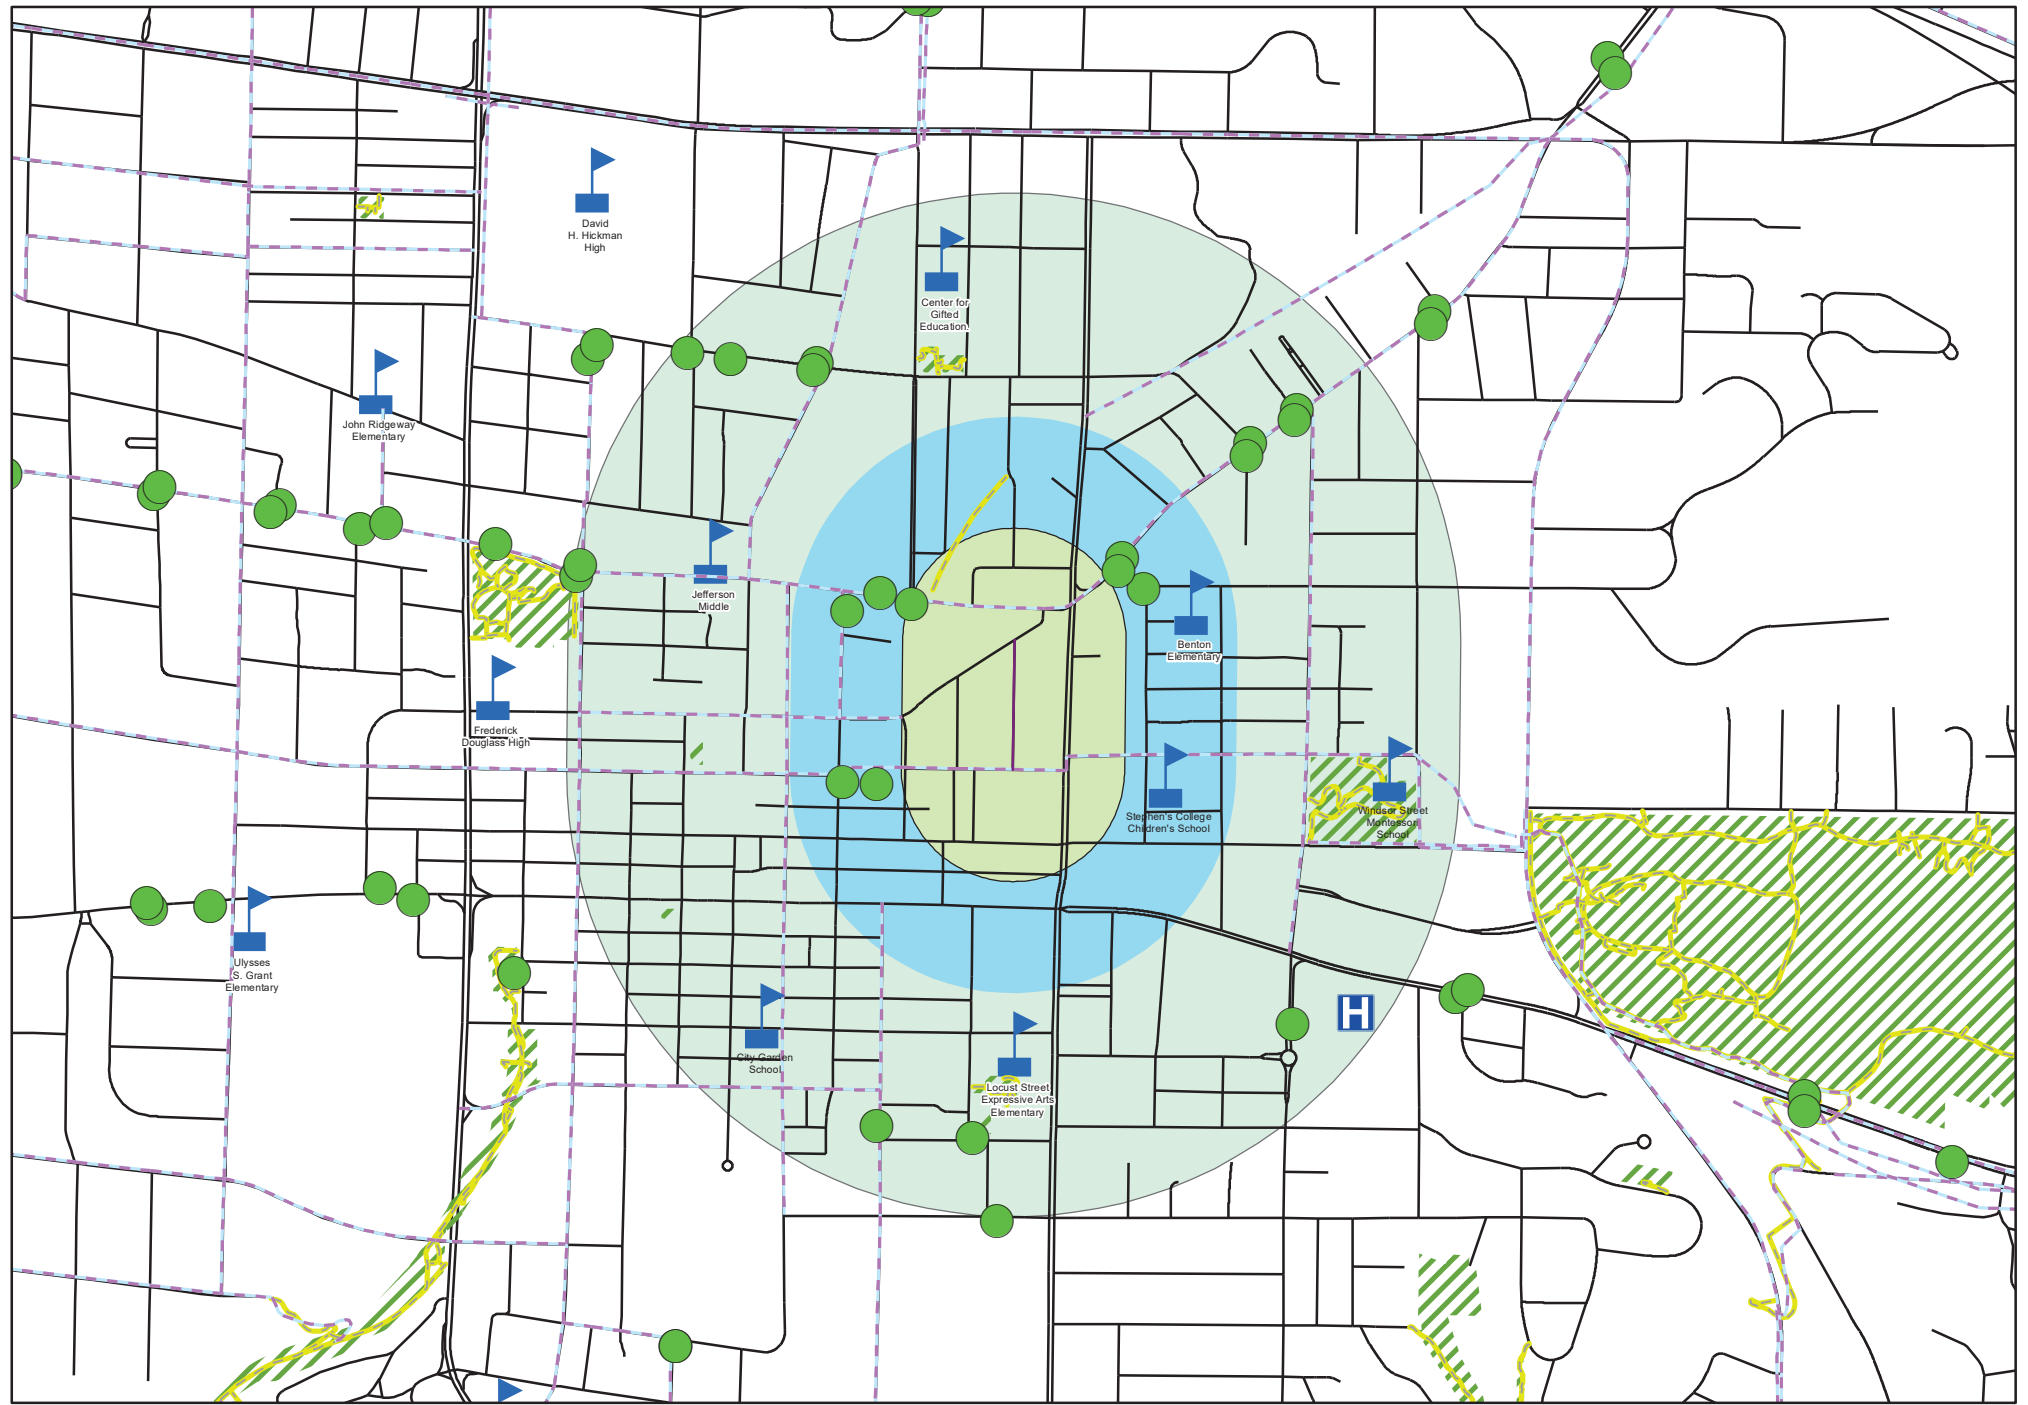 David
H. Hickman
High
Center for
Gifted
Education.
John Ridgeway
Elementary
Jefferson
Middle
Benton
Elementary
Frederick
Douglass High
Stephen's College
Children's School
Windsor Street
Montessori
School
Ulysses
S. Grant
Elementary
H
City Garden
School
Locust Street
Expressive Arts
Elementary